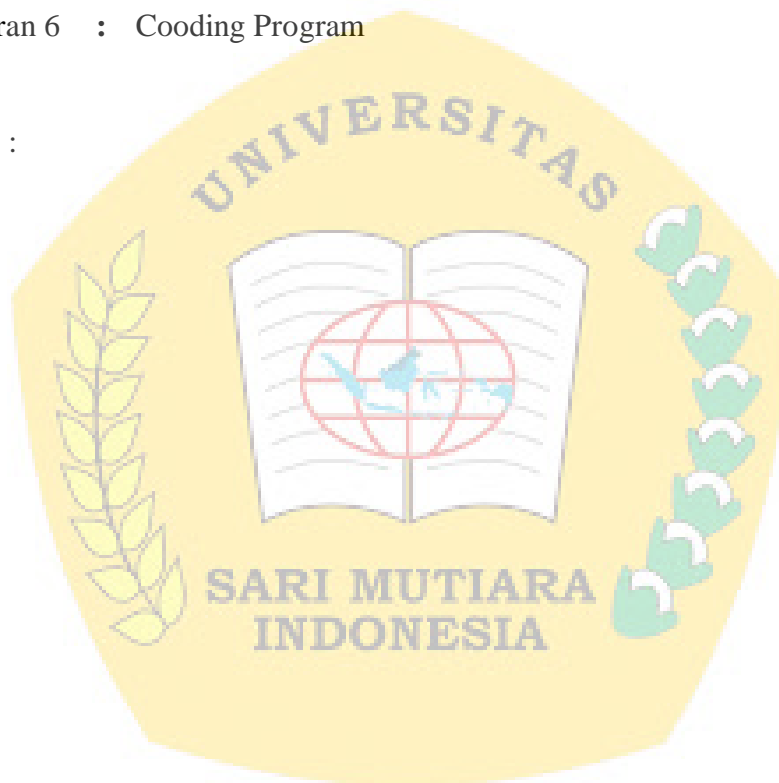 ran 6 : Cooding Program
:
UNIVERSITAS
SARI MUTIARA
INDONESIA